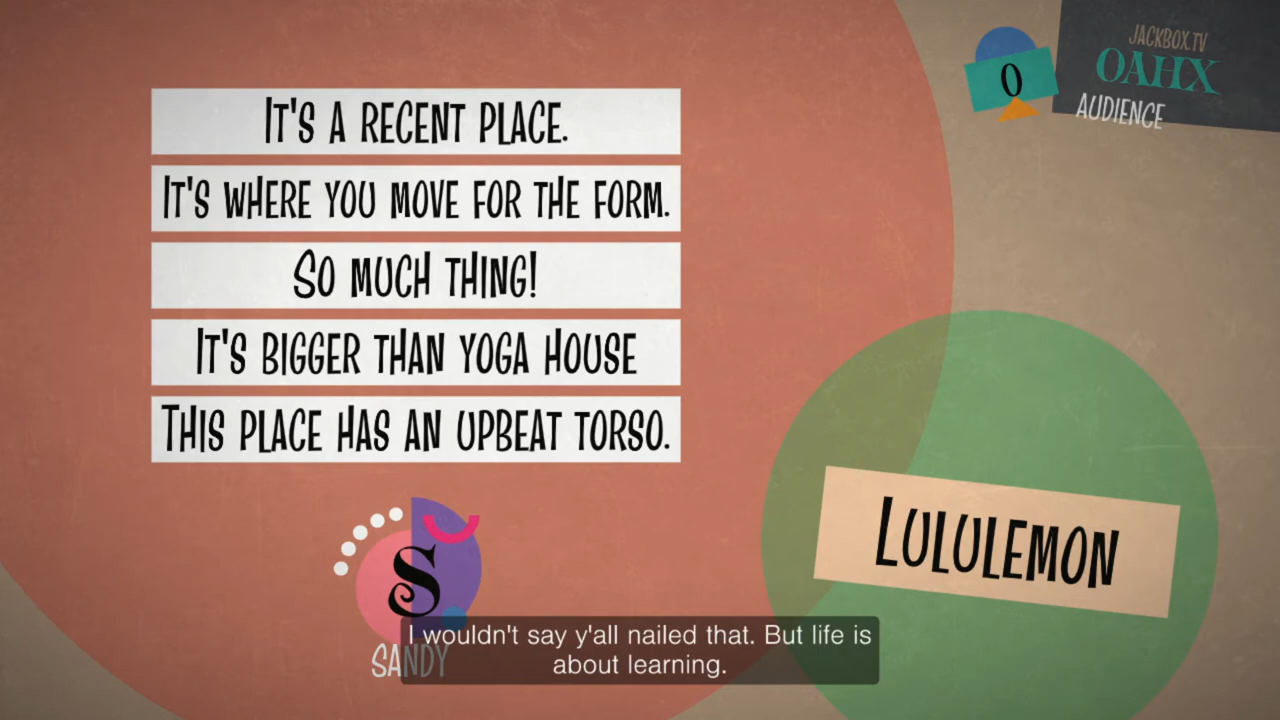 JACKBOX.TV
OAHX
0
AUDIENCE
IT'S A RECENT PLACE.
IT'S WHERE YOU MOVE FOR THE FORM.
SO MUCH THING!
IT'S BIGGER THAN YOGA HOUSE
THIS PLACE HAS AN UPBEAT TORSO.
LULULEMON
S
SANDY
I wouldn't say y'all nailed that. But life is
about learning.